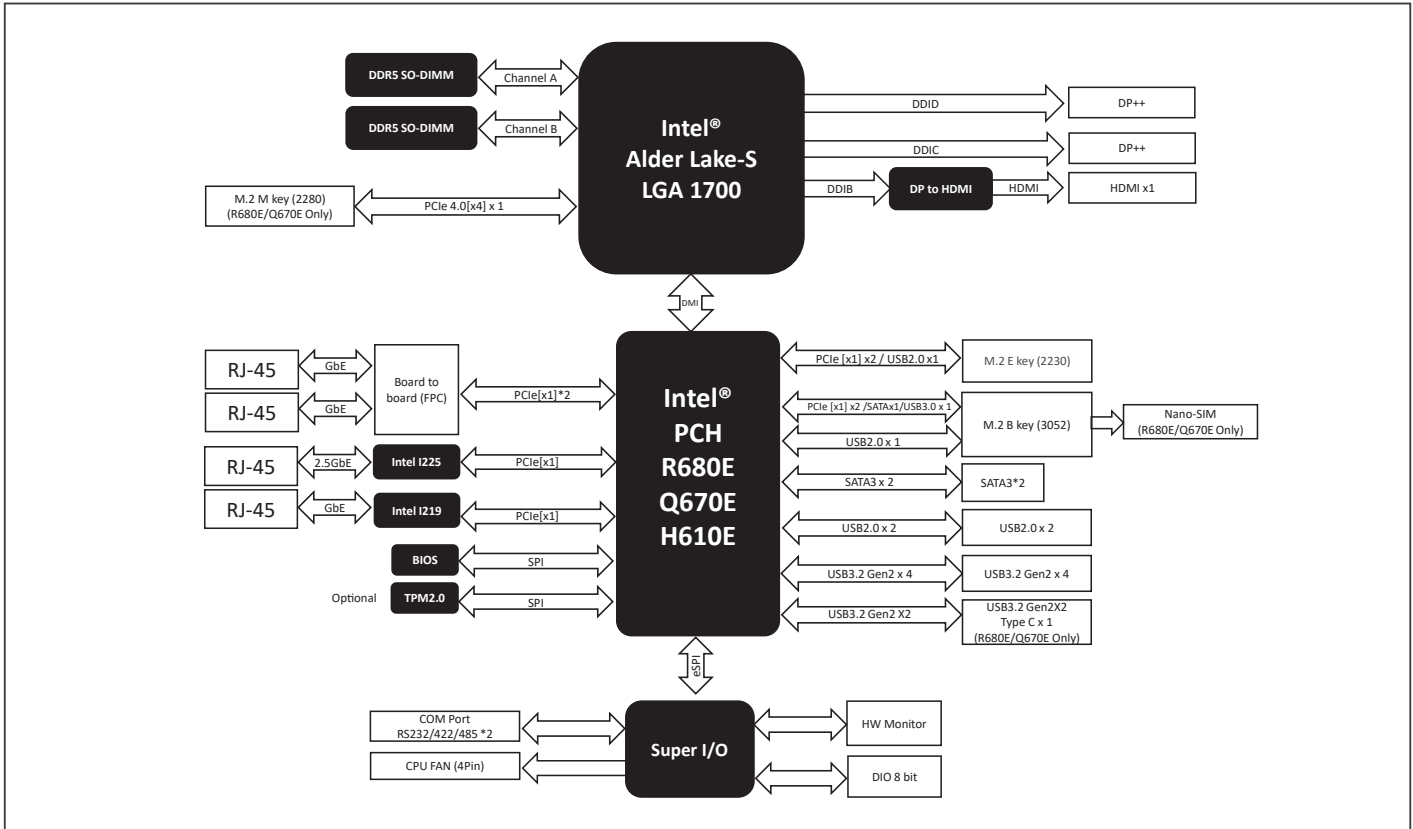 DDR5 SO-DIMM
Channel A
DDR5 SO-DIMM
Channel B
M.2 M key (2280)
(R680E/Q670E Only)
PCIe 4.0[x4] x 1
Intel®
Alder Lake-S
LGA 1700
DDID
DP++
DDIC
DP++
DDIB
DP to HDMI
HDMI
HDMI x1
DMI
RJ-45
GbE
RJ-45
GbE
Board to
board (FPC)
PCIe[x1]*2
RJ-45
2.5GbE
Intel I225
PCIe[x1]
RJ-45
GbE
Intel I219
PCIe[x1]
BIOS
SPI
Optional
TPM2.0
SPI
Intel®
PCH
R680E
Q670E
H610E
PCIe [x1] x2 / USB2.0 x1
M.2 E key (2230)
PCIe [x1] x2 /SATAx1/USB3.0 x 1
USB2.0 x 1
M.2 B key (3052)
Nano-SIM
(R680E/Q670E Only)
SATA3 x 2
SATA3*2
USB2.0 x 2
USB2.0 x 2
USB3.2 Gen2 x 4
USB3.2 Gen2 x 4
USB3.2 Gen2 X2
USB3.2 Gen2X2
Type C x 1
(R680E/Q670E Only)
eSPI
COM Port
RS232/422/485 *2
CPU FAN (4Pin)
Super I/O
HW Monitor
DIO 8 bit